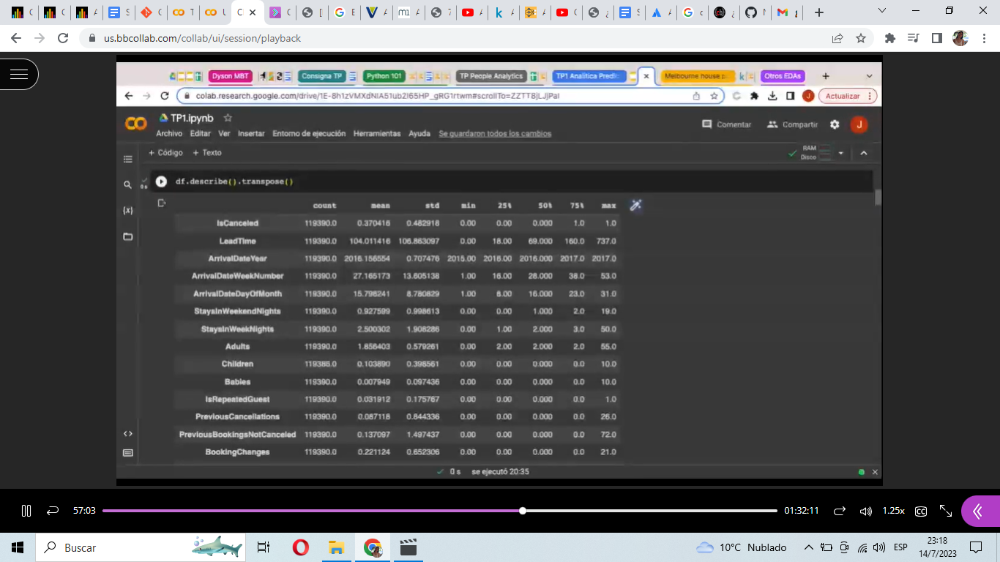 us.bbcollab.com/collab/ui/session/playback
Dyson MBT Consigna TP Python 101 TP People Analytics TP1 Analítica Predic Melbourne house p. Otros EDAs
Actualizar
TP1.ipynb
Comentar Compartir J
Archivo Editar Ver Insertar Entorno de ejecución Herramientas Ayuda Se guardaron todos los cambios
+ Código + Texto
RAM
Disco
df.describe().transpose()
count mean std min 25% 50% 75% max
IsCanceled 119390.0 0.370416 0.482918 0.00 0.00 0.000 1.0 1.0
LeadTime 119390.0 104.011416 106.863097 0.00 18.00 69.000 160.0 737.0
ArrivalDateYear 119390.0 2016.156554 0.707476 2015.00 2016.00 2016.000 2017.0 2017.0
ArrivalDateWeekNumber 119390.0 27.165173 13.605138 1.00 16.00 28.000 38.0 53.0
ArrivalDateDayOfMonth 119390.0 15.798241 8.780829 1.00 8.00 16.000 23.0 31.0
StaysInWeekendNights 119390.0 0.927599 0.998613 0.00 0.00 1.000 2.0 19.0
StaysInWeekNights 119390.0 2.500302 1.908286 0.00 1.00 2.000 3.0 50.0
Adults 119390.0 1.856403 0.579261 0.00 2.00 2.000 2.0 55.0
Children 119386.0 0.103890 0.398561 0.00 0.00 0.000 0.0 10.0
Babies 119390.0 0.007949 0.097436 0.00 0.00 0.000 0.0 10.0
IsRepeatedGuest 119390.0 0.031912 0.175767 0.00 0.00 0.000 0.0 1.0
PreviousCancellations 119390.0 0.087118 0.844336 0.00 0.00 0.000 0.0 26.0
PreviousBookingsNotCanceled 119390.0 0.137097 1.497437 0.00 0.00 0.000 0.0 72.0
BookingChanges 119390.0 0.221124 0.652306 0.00 0.00 0.000 0.0 21.0
0 s se ejecutó 20:35
57:03 01:32:11 1.25x
Buscar
10°C Nublado ESP 23:18
14/7/2023